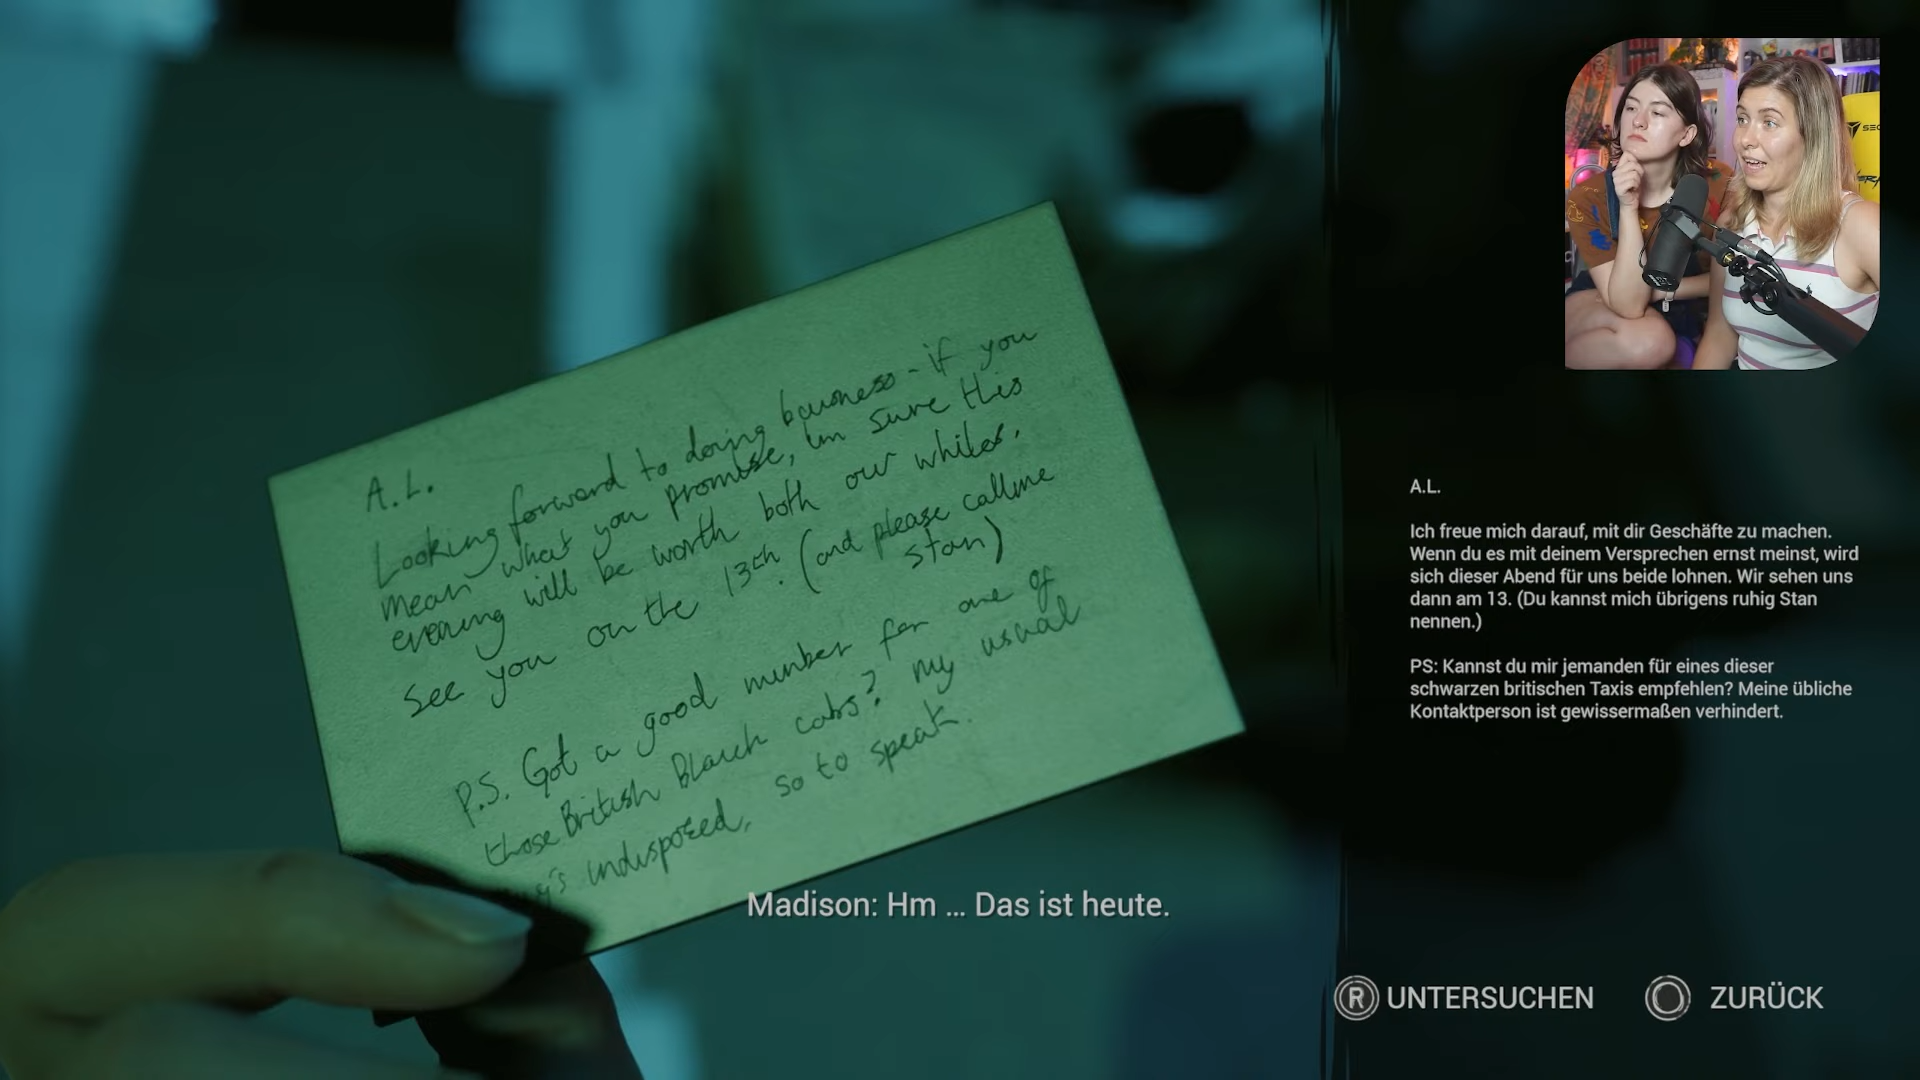 A.L.
Looking forward to doing business - if you
mean what you promise, im sure this
evening will be worth both our whiles.
See you on the 13th. (and please call me
Stan)
P.S. Got a good number for one of
those British Black cabs? My usual
indisposed, so to speak.
A.L.
Ich freue mich darauf, mit dir Geschäfte zu machen.
Wenn du es mit deinem Versprechen ernst meinst, wird
sich dieser Abend für uns beide lohnen. Wir sehen uns
dann am 13. (Du kannst mich übrigens ruhig Stan
nennen.)
PS: Kannst du mir jemanden für eines dieser
schwarzen britischen Taxis empfehlen? Meine übliche
Kontaktperson ist gewissermaßen verhindert.
Madison: Hm ... Das ist heute.
R UNTERSUCHEN
ZURÜCK